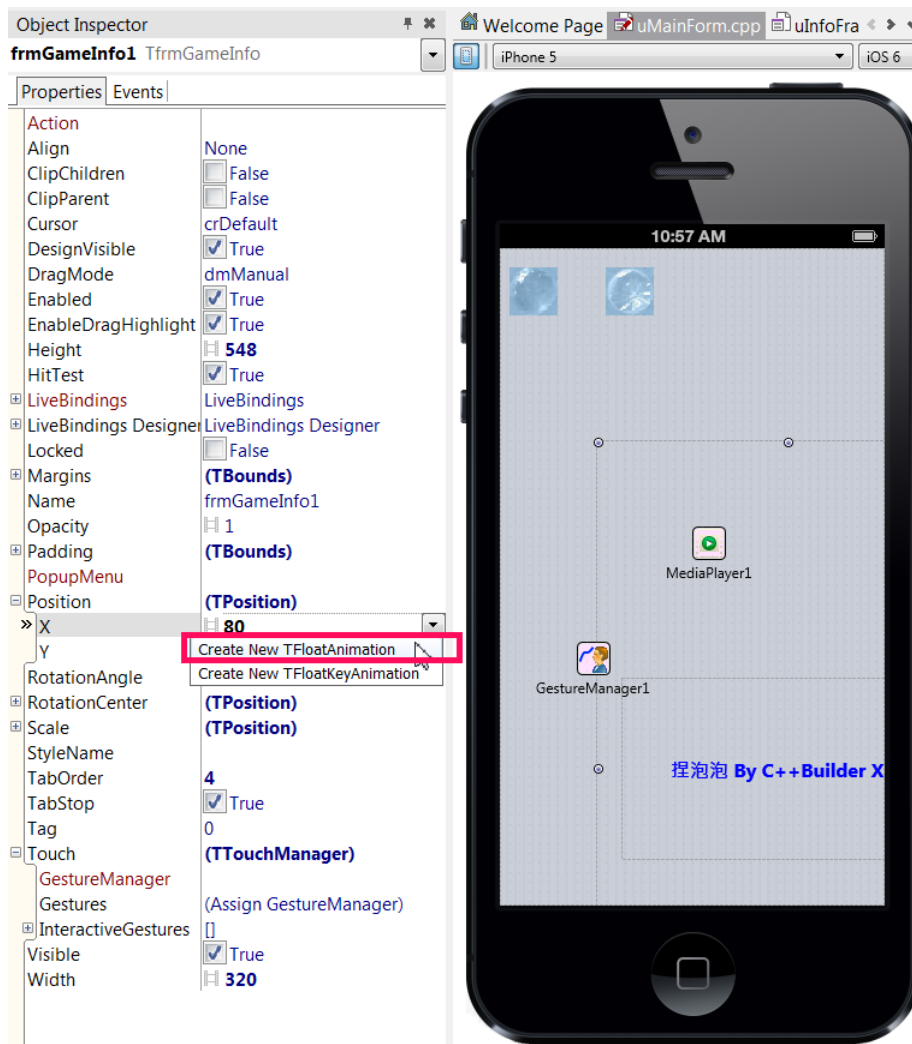 Object Inspector
frmGameInfo1 TfrmGameInfo
Properties Events
Action
Align None
ClipChildren False
ClipParent False
Cursor crDefault
DesignVisible True
DragMode dmManual
Enabled True
EnableDragHighlight True
Height 548
HitTest True
LiveBindings LiveBindings
LiveBindings Designer LiveBindings Designer
Locked False
Margins (TBounds)
Name frmGameInfo1
Opacity 1
Padding (TBounds)
PopupMenu
Position (TPosition)
X 80
Y
Create New TFloatAnimation
Create New TFloatKeyAnimation
RotationAngle
RotationCenter (TPosition)
Scale (TPosition)
StyleName
TabOrder 4
TabStop True
Tag 0
Touch (TTouchManager)
GestureManager
Gestures (Assign GestureManager)
InteractiveGestures []
Visible True
Width 320
Welcome Page uMainForm.cpp uInfoFra
iPhone 5 iOS 6
10:57 AM
MediaPlayer1
GestureManager1
捏泡泡 By C++Builder X